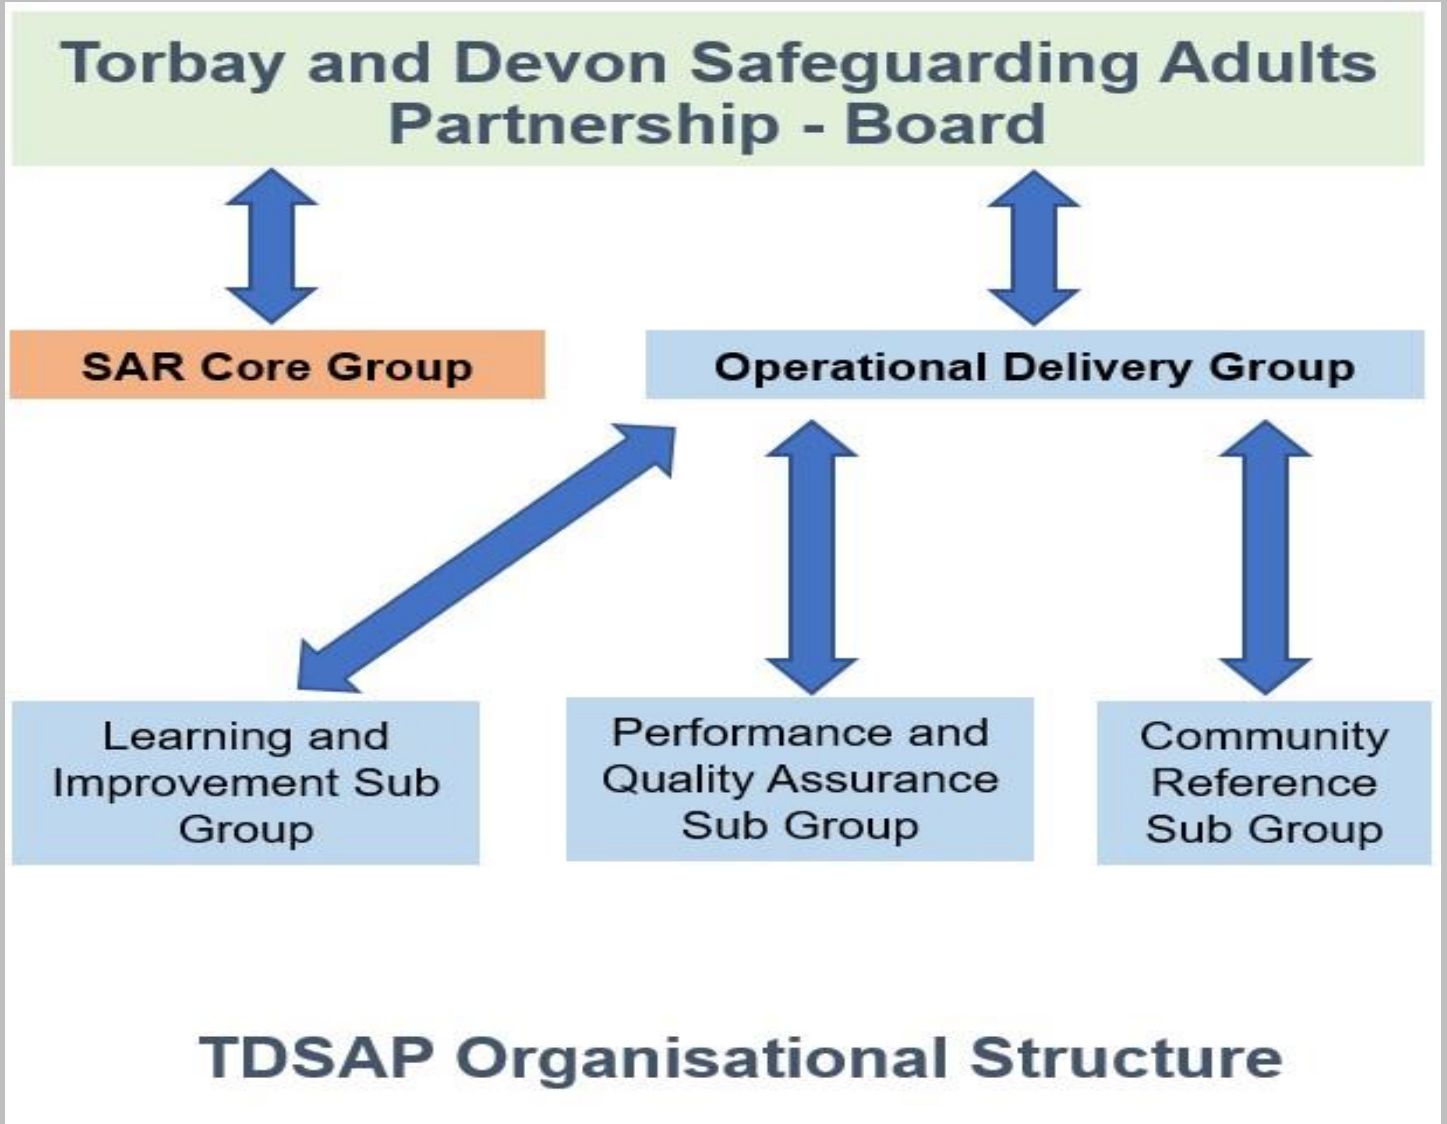 Torbay and Devon Safeguarding Adults
Partnership - Board
SAR Core Group
Operational Delivery Group
Learning and
Improvement Sub
Group
Performance and
Quality Assurance
Sub Group
Community
Reference
Sub Group
TDSAP Organisational Structure